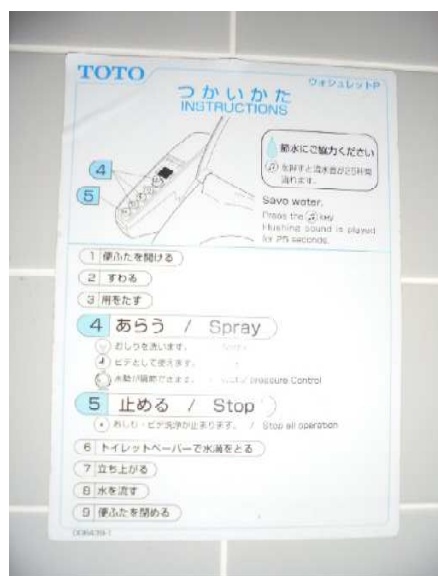 TOTO
ウォシュレットP
つかいかた
INSTRUCTIONS
節水にご協力ください
を押すと流水音が25秒間
流れます。
Save water.
Press the key
Flushing sound is played
for 25 seconds.
4
5
1 便ふたを開ける
2 すわる
3 用をたす
4 あらう / Spray
おしりを洗います。
ビデとして使えます。
水勢が調節できます。 pressure Control
5 止める / Stop
おしり・ビデ洗浄が止まります。 / Stop all operation
6 トイレットペーパーで水滴をとる
7 立ち上がる
8 水を流す
9 便ふたを閉める